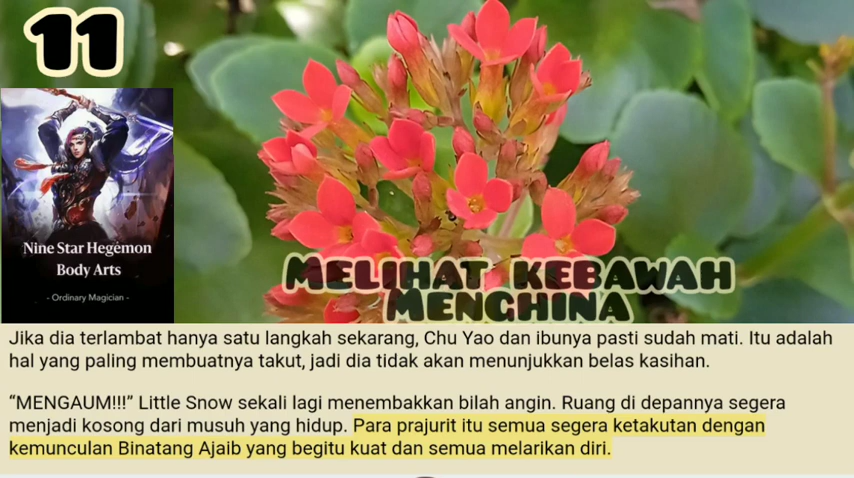 11
Nine Star Hegemon
Body Arts
- Ordinary Magician -
MELIHAT KEBAWAH
MENGHINA
Jika dia terlambat hanya satu langkah sekarang, Chu Yao dan ibunya pasti sudah mati. Itu adalah
hal yang paling membuatnya takut, jadi dia tidak akan menunjukkan belas kasihan.
“MENGAUM!!!” Little Snow sekali lagi menembakkan bilah angin. Ruang di depannya segera
menjadi kosong dari musuh yang hidup. Para prajurit itu semua segera ketakutan dengan
kemunculan Binatang Ajaib yang begitu kuat dan semua melarikan diri.